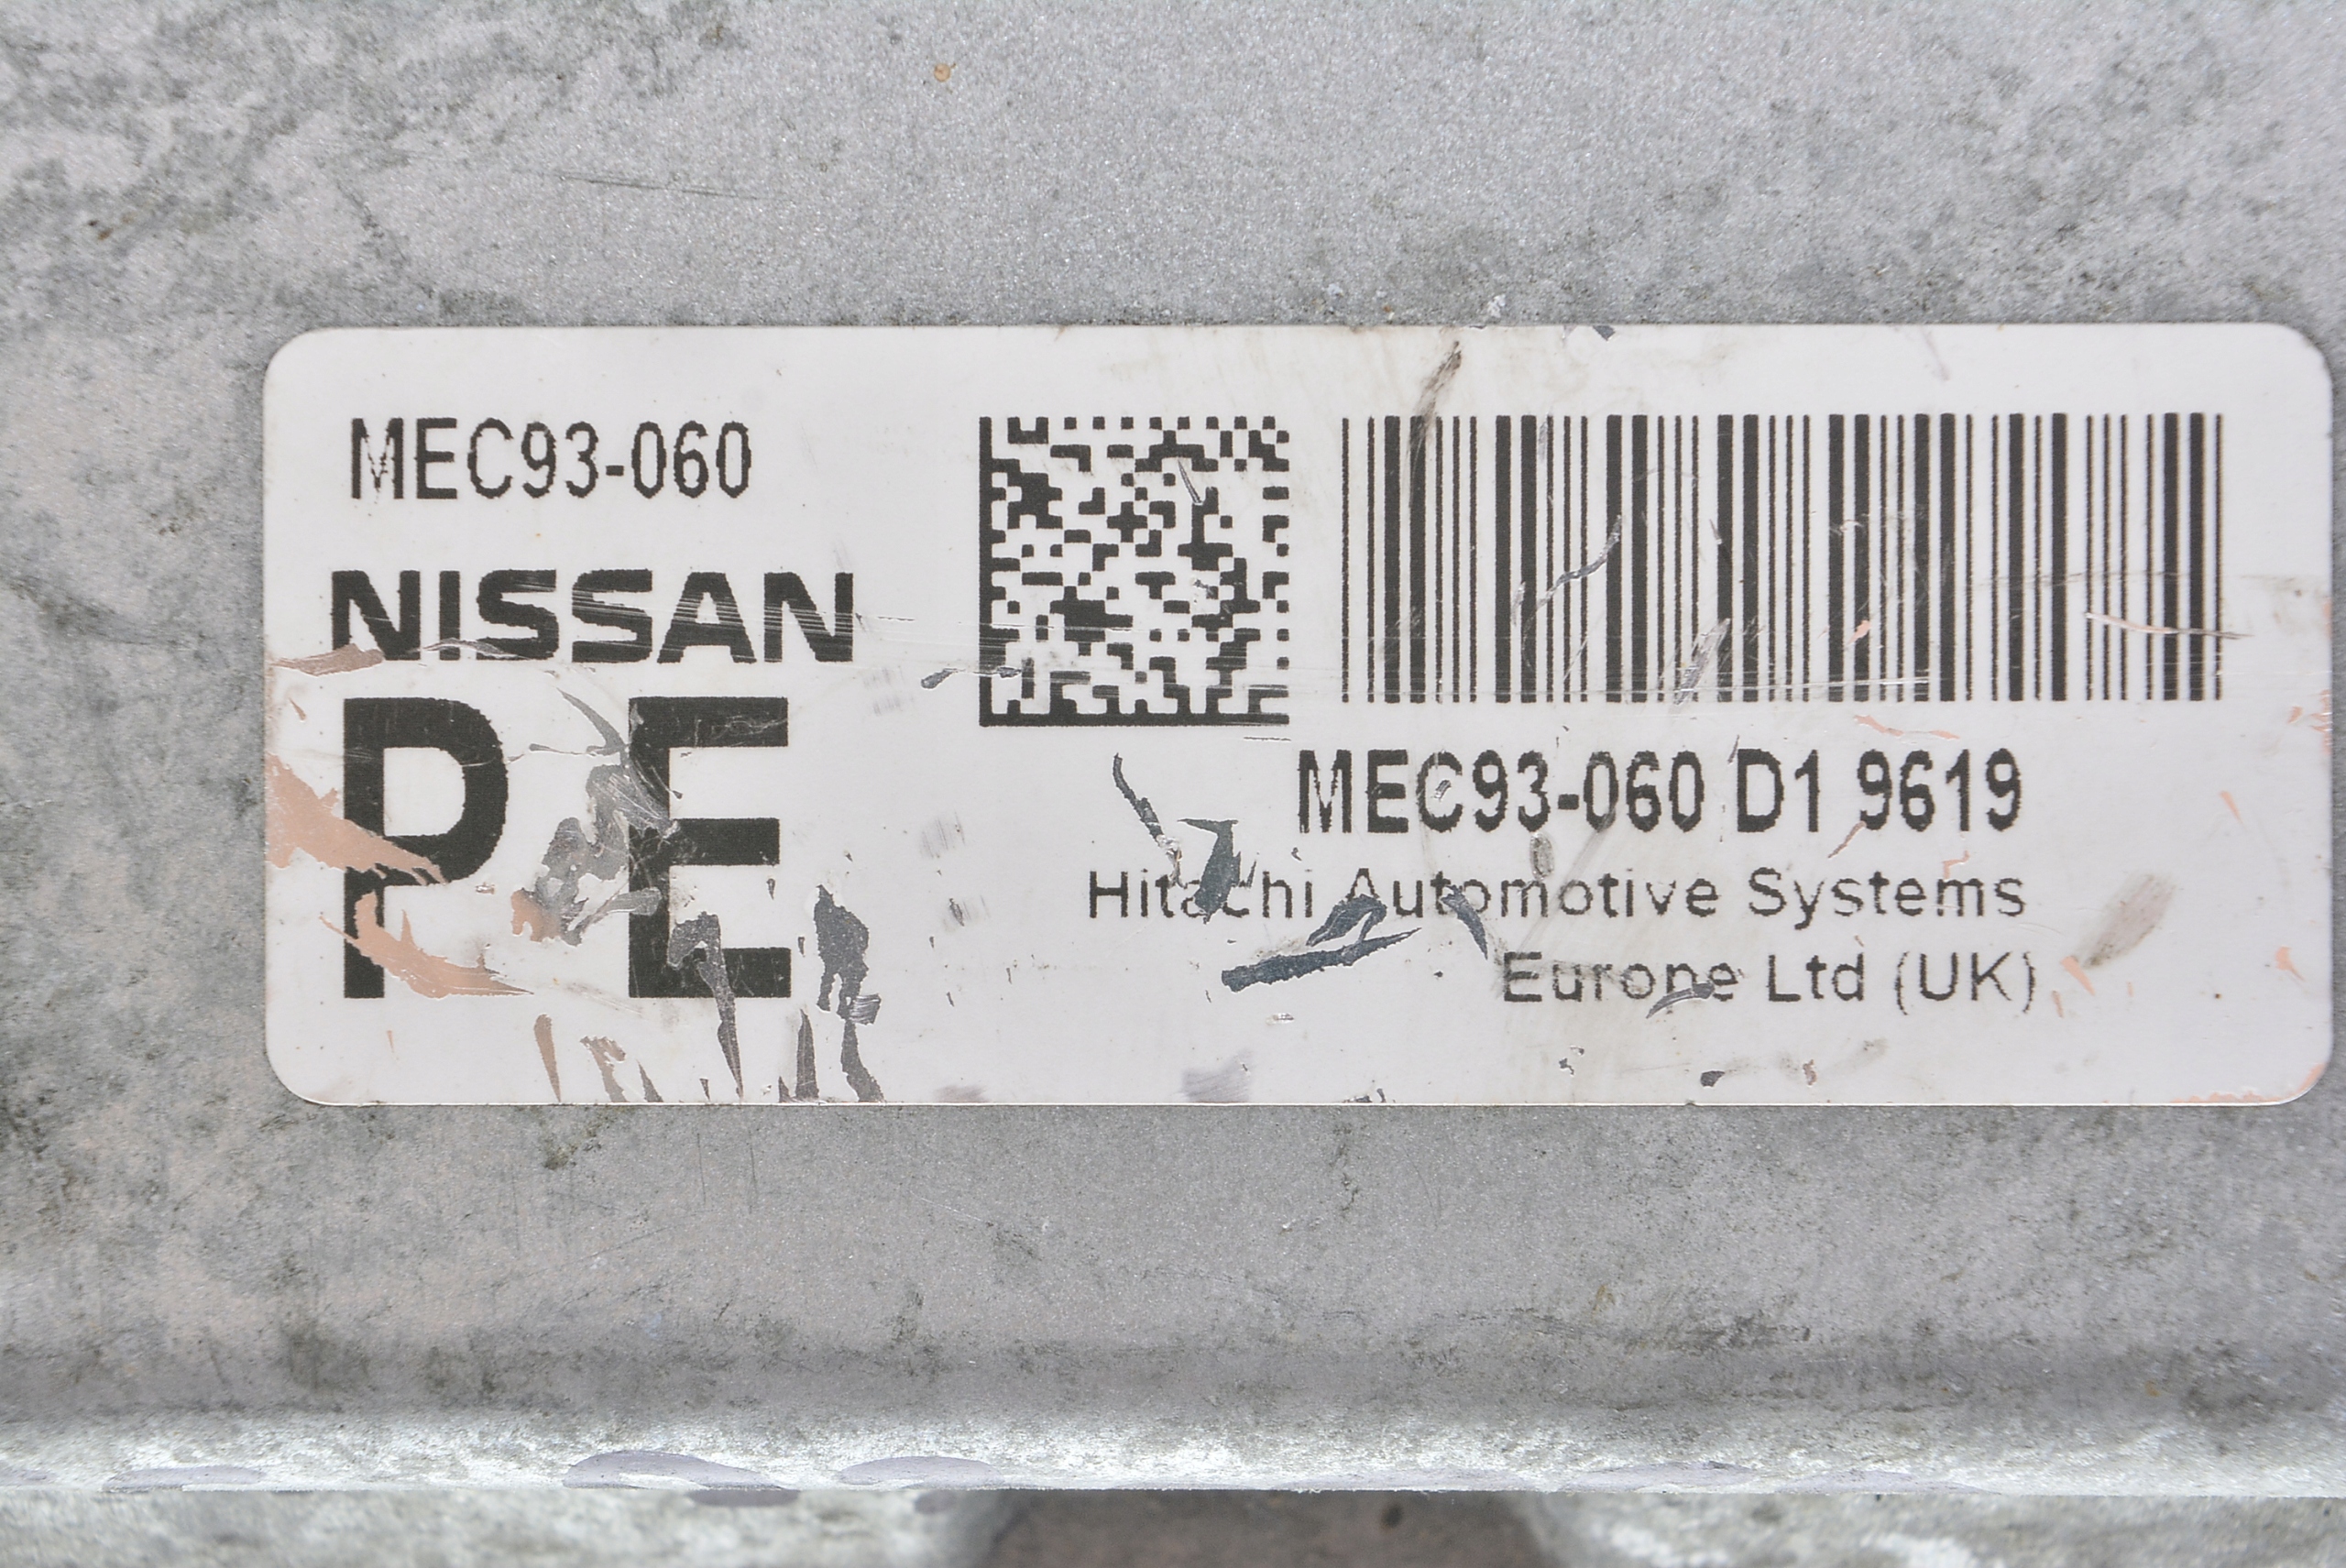 MEC93-060
NISSAN
PE
MEC93-060 D1 9619
Hitachi Automotive Systems
Europe Ltd (UK)